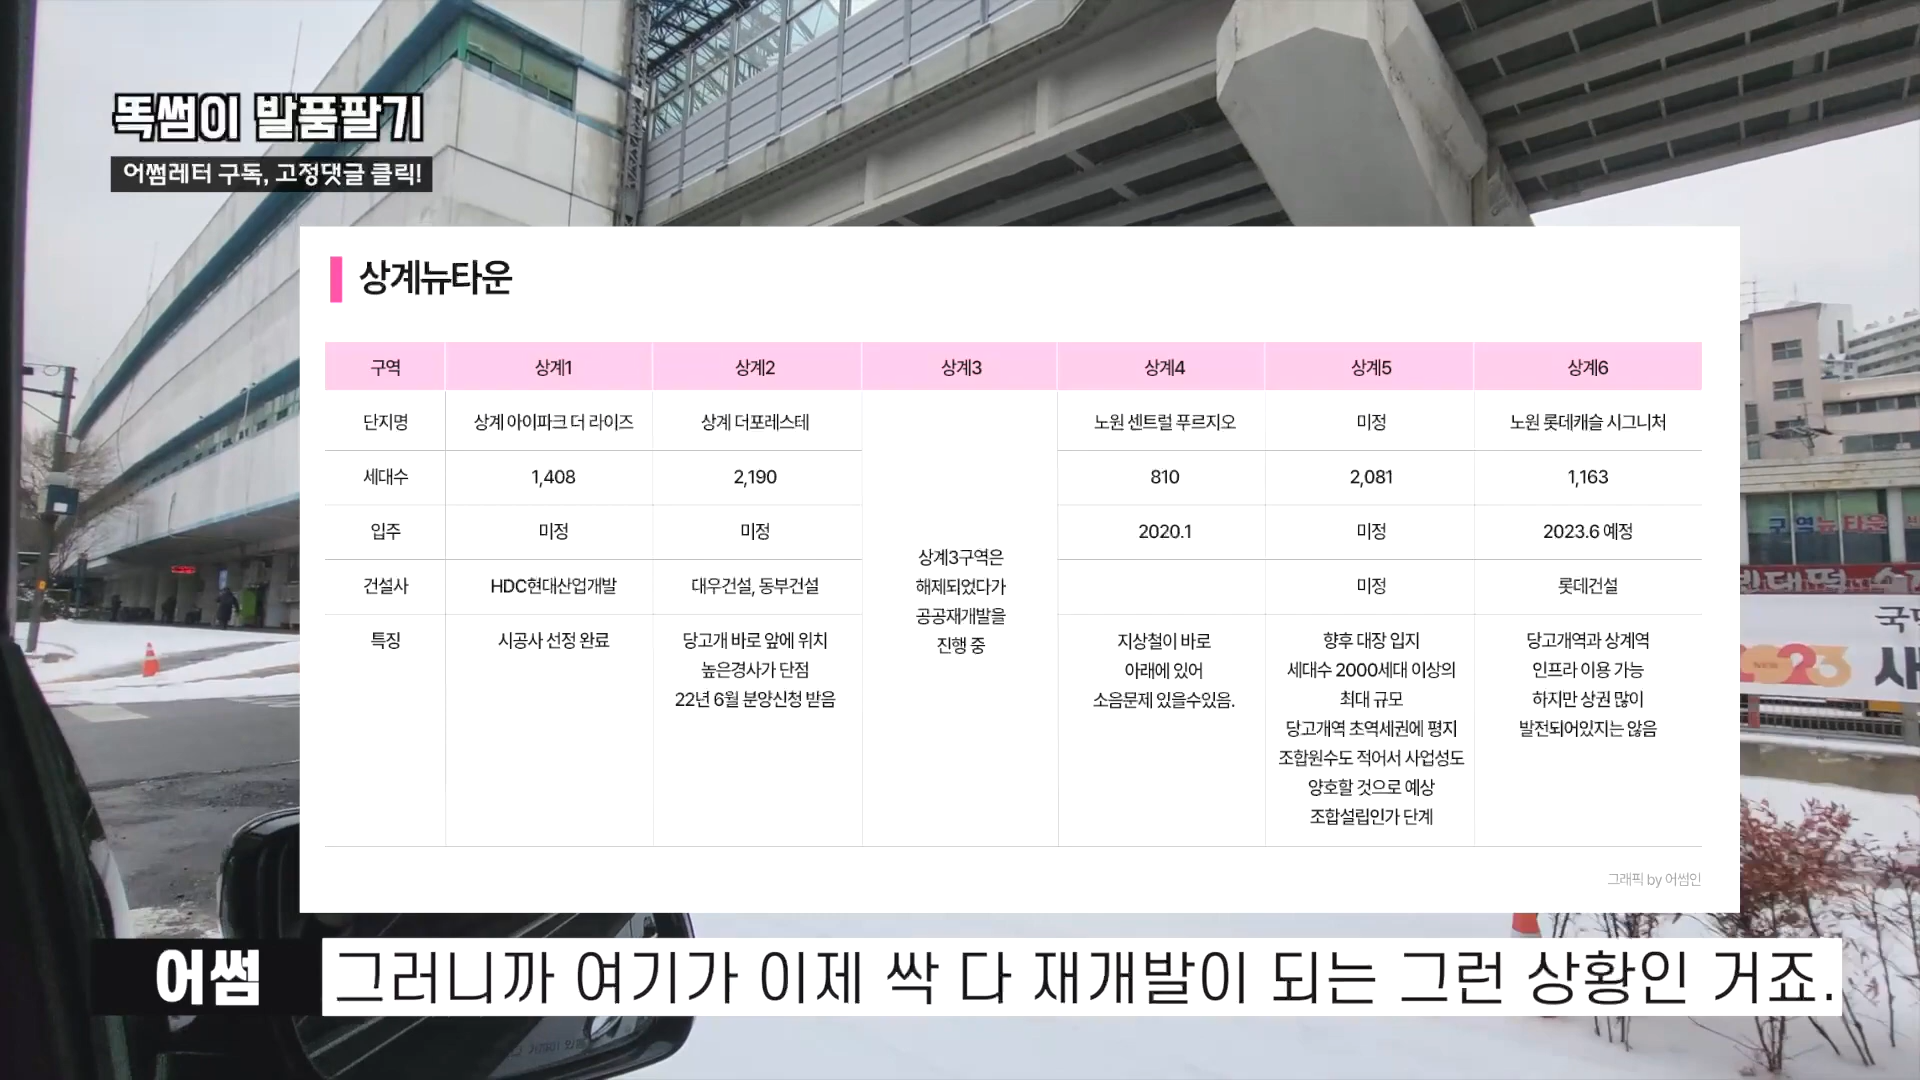 똑썸이 발품팔기
어썸레터 구독, 고정댓글 클릭!
상계뉴타운
구역 상계1 상계2 상계3 상계4 상계5 상계6
단지명 상계 아이파크 더 라이즈 상계 더포레스테 노원 센트럴 푸르지오 미정 노원 롯데캐슬 시그니처
세대수 1,408 2,190 810 2,081 1,163
입주 미정 미정 2020.1 미정 2023.6 예정
건설사 HDC현대산업개발 대우건설, 동부건설 미정 롯데건설
상계3구역은
해제되었다가
공공재개발을
진행 중
특징 시공사 선정 완료
당고개 바로 앞에 위치
높은경사가 단점
22년 6월 분양신청 받음
지상철이 바로
아래에 있어
소음문제 있을수있음.
향후 대장 입지
세대수 2000세대 이상의
최대 규모
당고개역 초역세권에 평지
조합원수도 적어서 사업성도
양호할 것으로 예상
조합설립인가 단계
당고개역과 상계역
인프라 이용 가능
하지만 상권 많이
발전되어있지는 않음
그래픽 by 어썸인
구역뉴타운
2023
새
어썸 그러니까 여기가 이제 싹 다 재개발이 되는 그런 상황인 거죠.